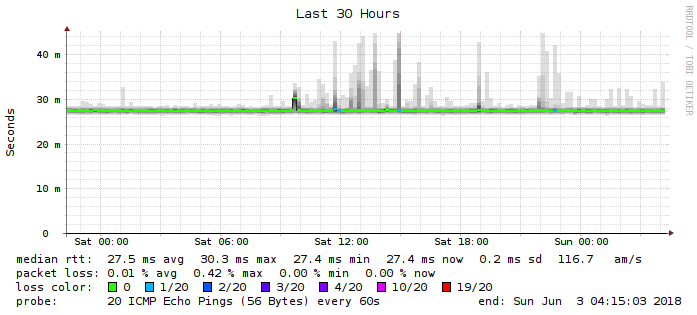 Last 30 Hours
RRDTOOL / TOBI OETIKER
Seconds
40 m
30 m
20 m
10 m
0
Sat 00:00 Sat 06:00 Sat 12:00 Sat 18:00 Sun 00:00
median rtt: 27.5 ms avg 30.3 ms max 27.4 ms min 27.4 ms now 0.2 ms sd 116.7 am/s
packet loss: 0.01 % avg 0.42 % max 0.00 % min 0.00 % now
loss color: 0 1/20 2/20 3/20 4/20 10/20 19/20
probe: 20 ICMP Echo Pings (56 Bytes) every 60s end: Sun Jun 3 04:15:03 2018